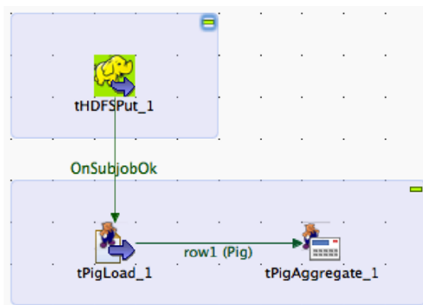 tHDFSPut_1
OnSubjobOk
row1 (Pig)
tPigLoad_1
tPigAggregate_1